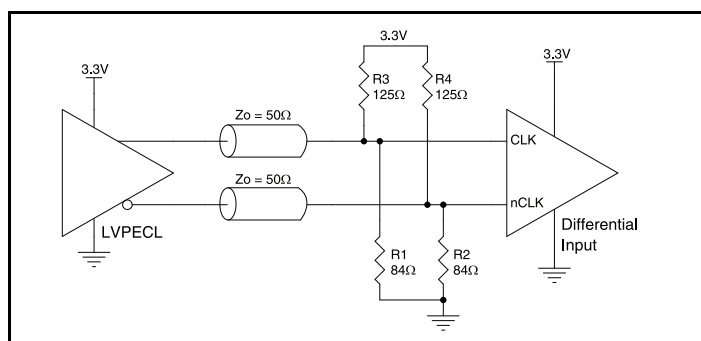 3.3V
3.3V
3.3V
R3
125Ω
R4
125Ω
Zo = 50Ω
CLK
Zo = 50Ω
nCLK
LVPECL
Differential
Input
R1
84Ω
R2
84Ω